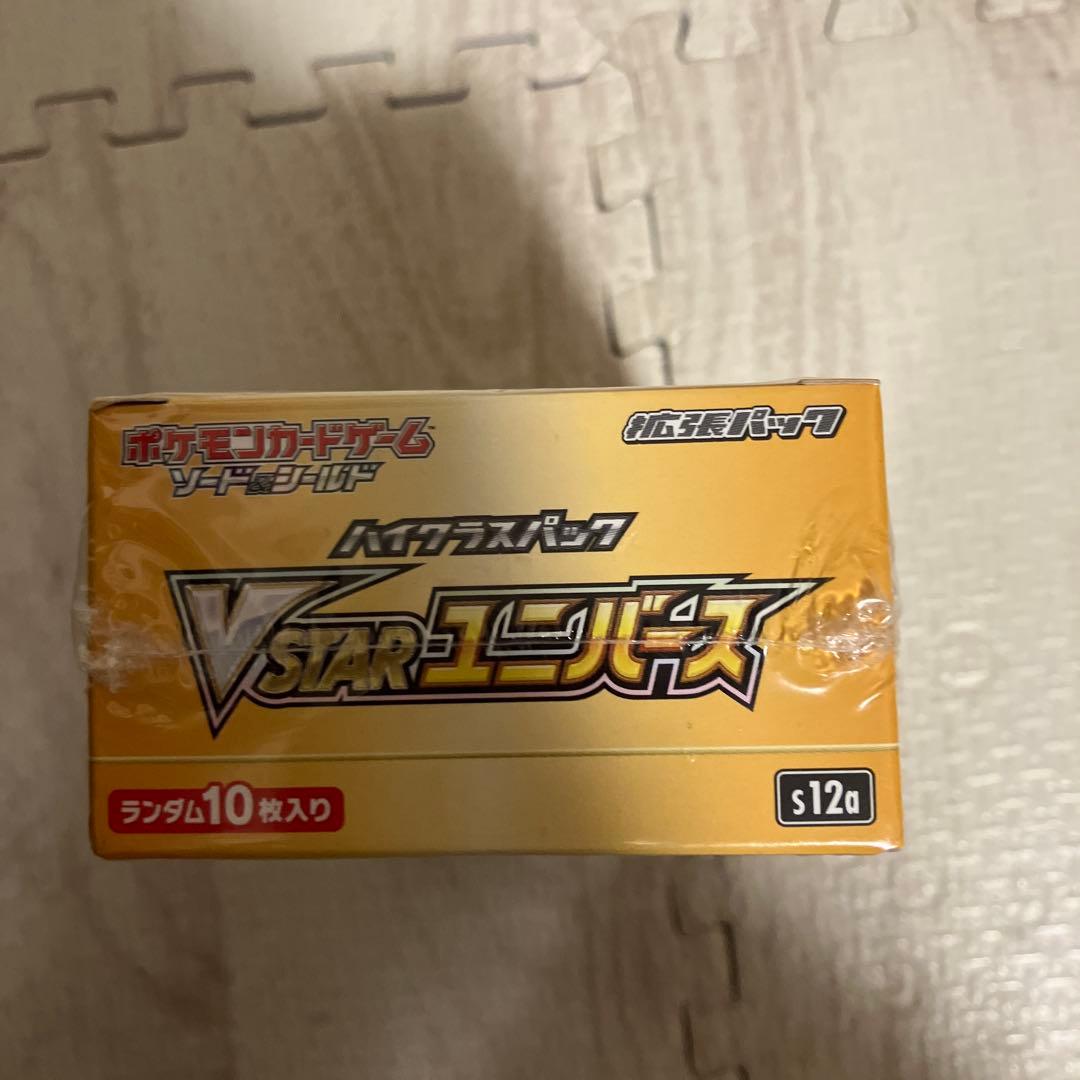 ポケモンカードゲーム™
ソード&シールド
拡張パック
ハイクラスパック
VSTARユニバース
ランダム10枚入り
s12a